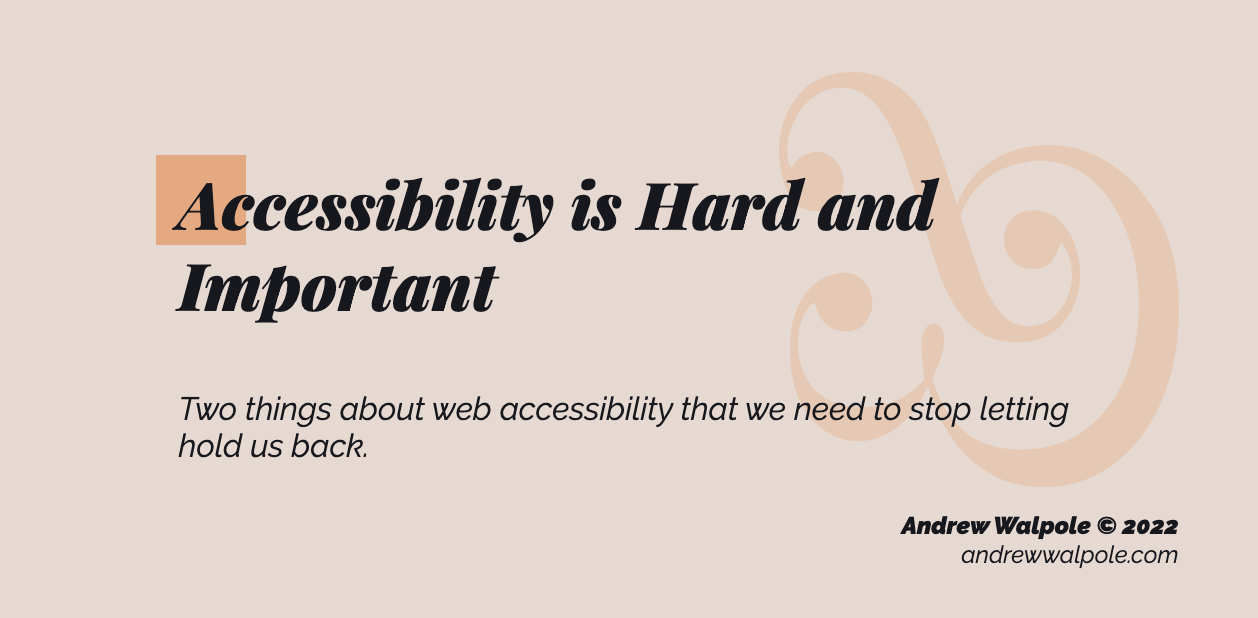 Accessibility is Hard and
Important
Two things about web accessibility that we need to stop letting
hold us back.
Andrew Walpole © 2022
andrewwalpole.com